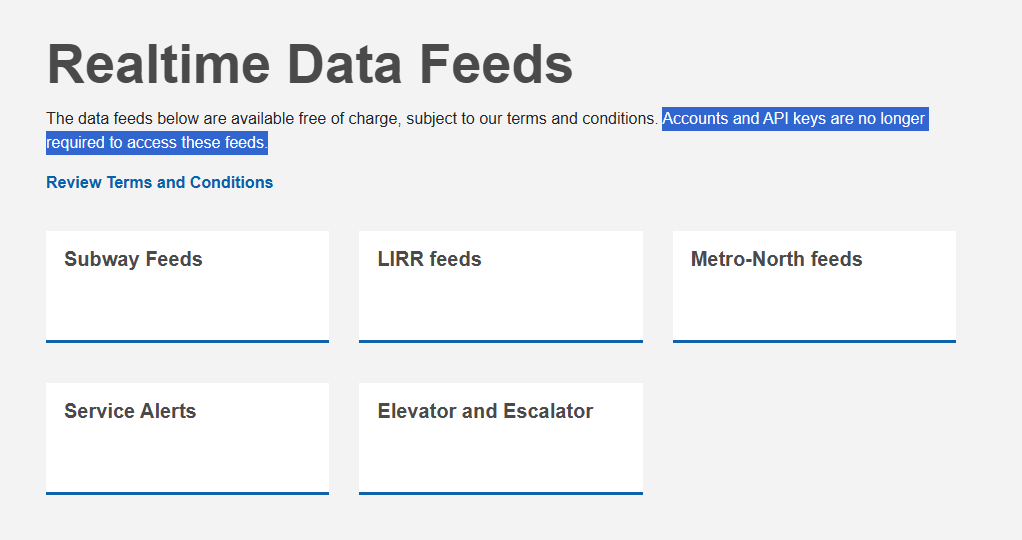 Realtime Data Feeds
The data feeds below are available free of charge, subject to our terms and conditions. Accounts and API keys are no longer
required to access these feeds.
Review Terms and Conditions
Subway Feeds
LIRR feeds
Metro-North feeds
Service Alerts
Elevator and Escalator